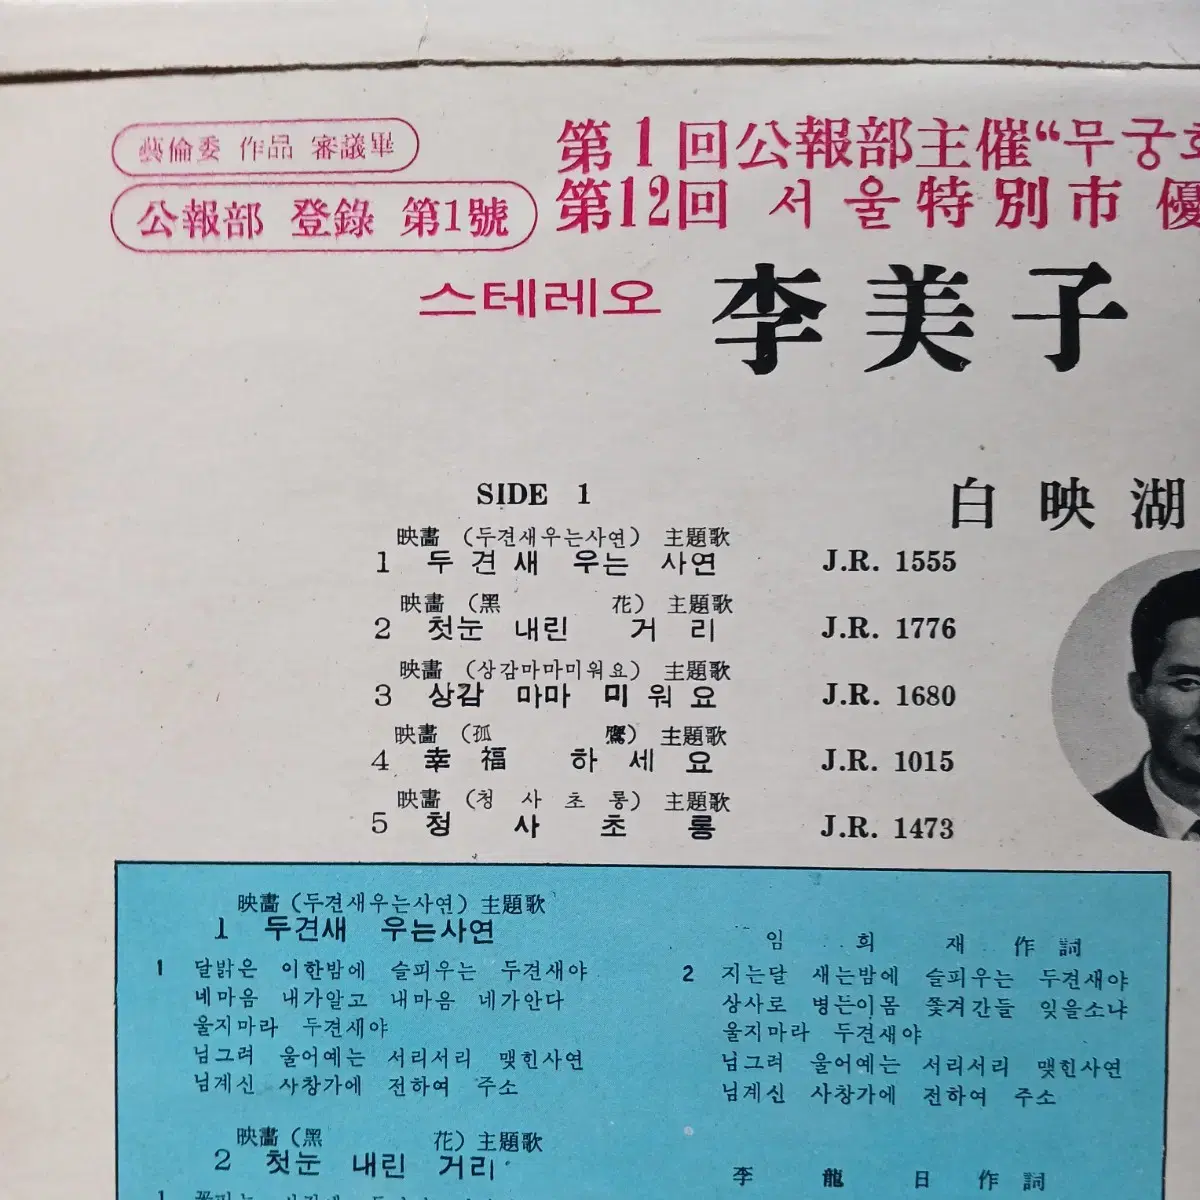 藝倫委 作品 審議畢
公報部 登錄 第1號
第1回公報部主催“무궁화
第12回 서울特別市 優
스테레오 李美子
白映湖
SIDE 1
映畵 (두견새우는사연) 主題歌
1 두견새 우는 사연 J.R. 1555
映畵 (黑 花) 主題歌
2 첫눈 내린 거리 J.R. 1776
映畵 (상감마마미워요) 主題歌
3 상감 마마 미워요 J.R. 1680
映畵 (孤 鷹) 主題歌
4 幸福 하세요 J.R. 1015
映畵 (청사초롱) 主題歌
5 청사초롱 J.R. 1473
映畵 (두견새우는사연) 主題歌
1 두견새 우는사연
임희재 作詞
1 달밝은 이한밤에 슬피우는 두견새야
네마음 내가알고 내마음 네가안다
울지마라 두견새야
님그려 울어예는 서리서리 맺힌사연
님계신 사창가에 전하여 주소
2 지는달 새는밤에 슬피우는 두견새야
상사로 병든이몸 쫓겨간들 잊을소냐
울지마라 두견새야
님그려 울어예는 서리서리 맺힌사연
님계신 사창가에 전하여 주소
映畵 (黑 花) 主題歌
2 첫눈 내린 거리
李龍日 作詞
1